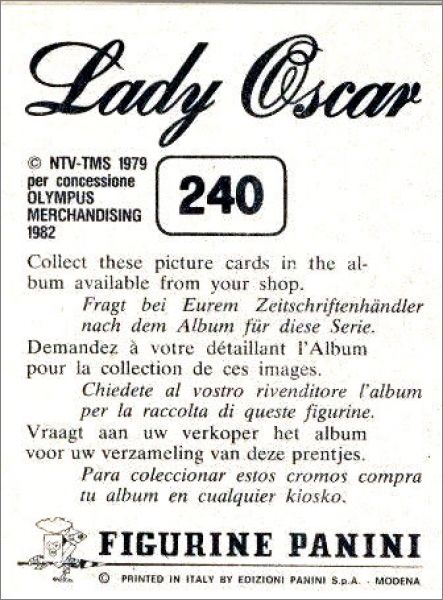 Lady Oscar
© NTV-TMS 1979
per concessione
OLYMPUS
MERCHANDISING
1982
240
Collect these picture cards in the al-
bum available from your shop.
Fragt bei Eurem Zeitschriftenhändler
nach dem Album für diese Serie.
Demandez à votre détaillant l'Album
pour la collection de ces images.
Chiedete al vostro rivenditore l'album
per la raccolta di queste figurine.
Vraagt aan uw verkoper het album
voor uw verzameling van deze prentjes.
Para coleccionar estos cromos compra
tu album en cualquier kiosko.
FIGURINE PANINI
© PRINTED IN ITALY BY EDIZIONI PANINI S.p.A. - MODENA